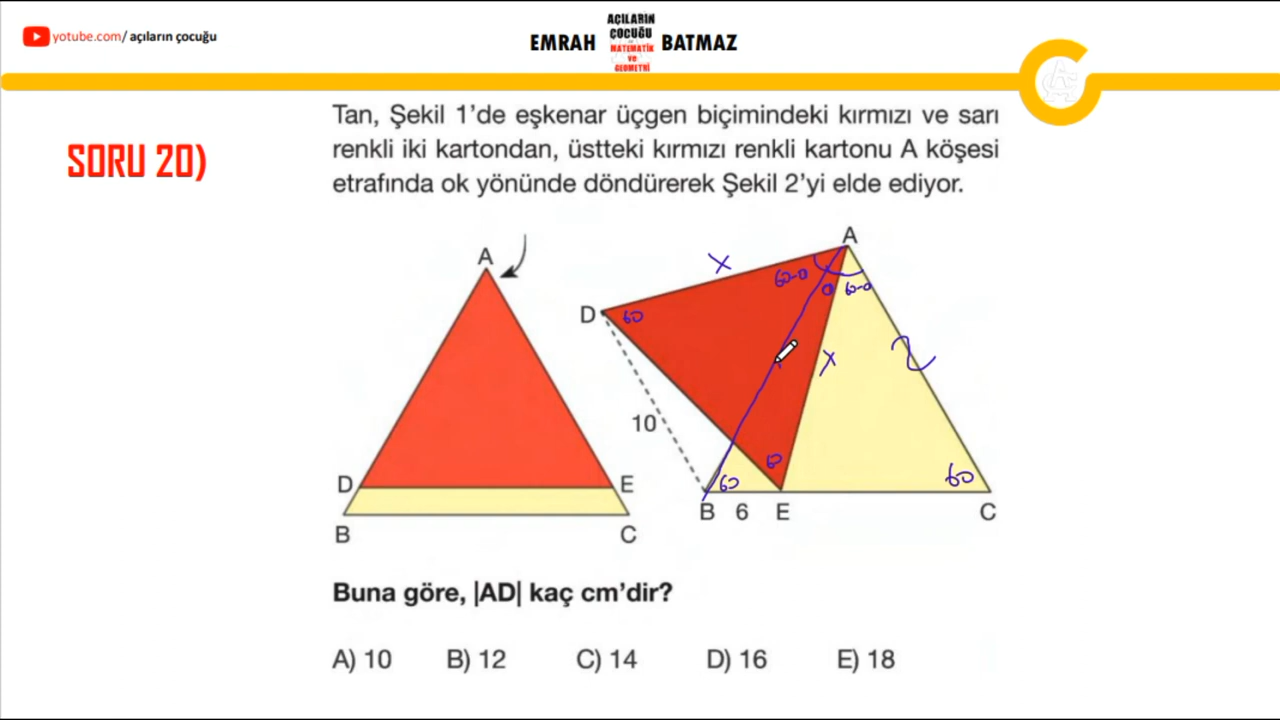 yotube.com/ açıların çocuğu
EMRAH
AÇILARIN
ÇOCUĞU
MATEMATİK
ve
GEOMETRİ
BATMAZ
SORU 20)
Tan, Şekil 1'de eşkenar üçgen biçimindeki kırmızı ve sarı
renkli iki kartondan, üstteki kırmızı renkli kartonu A köşesi
etrafında ok yönünde döndürerek Şekil 2'yi elde ediyor.
A
D
E
B
C
A
x
60-θ
θ
60-θ
D
60
x
10
60
60
60
B
6
E
C
Buna göre, |AD| kaç cm'dir?
A) 10 B) 12 C) 14 D) 16 E) 18